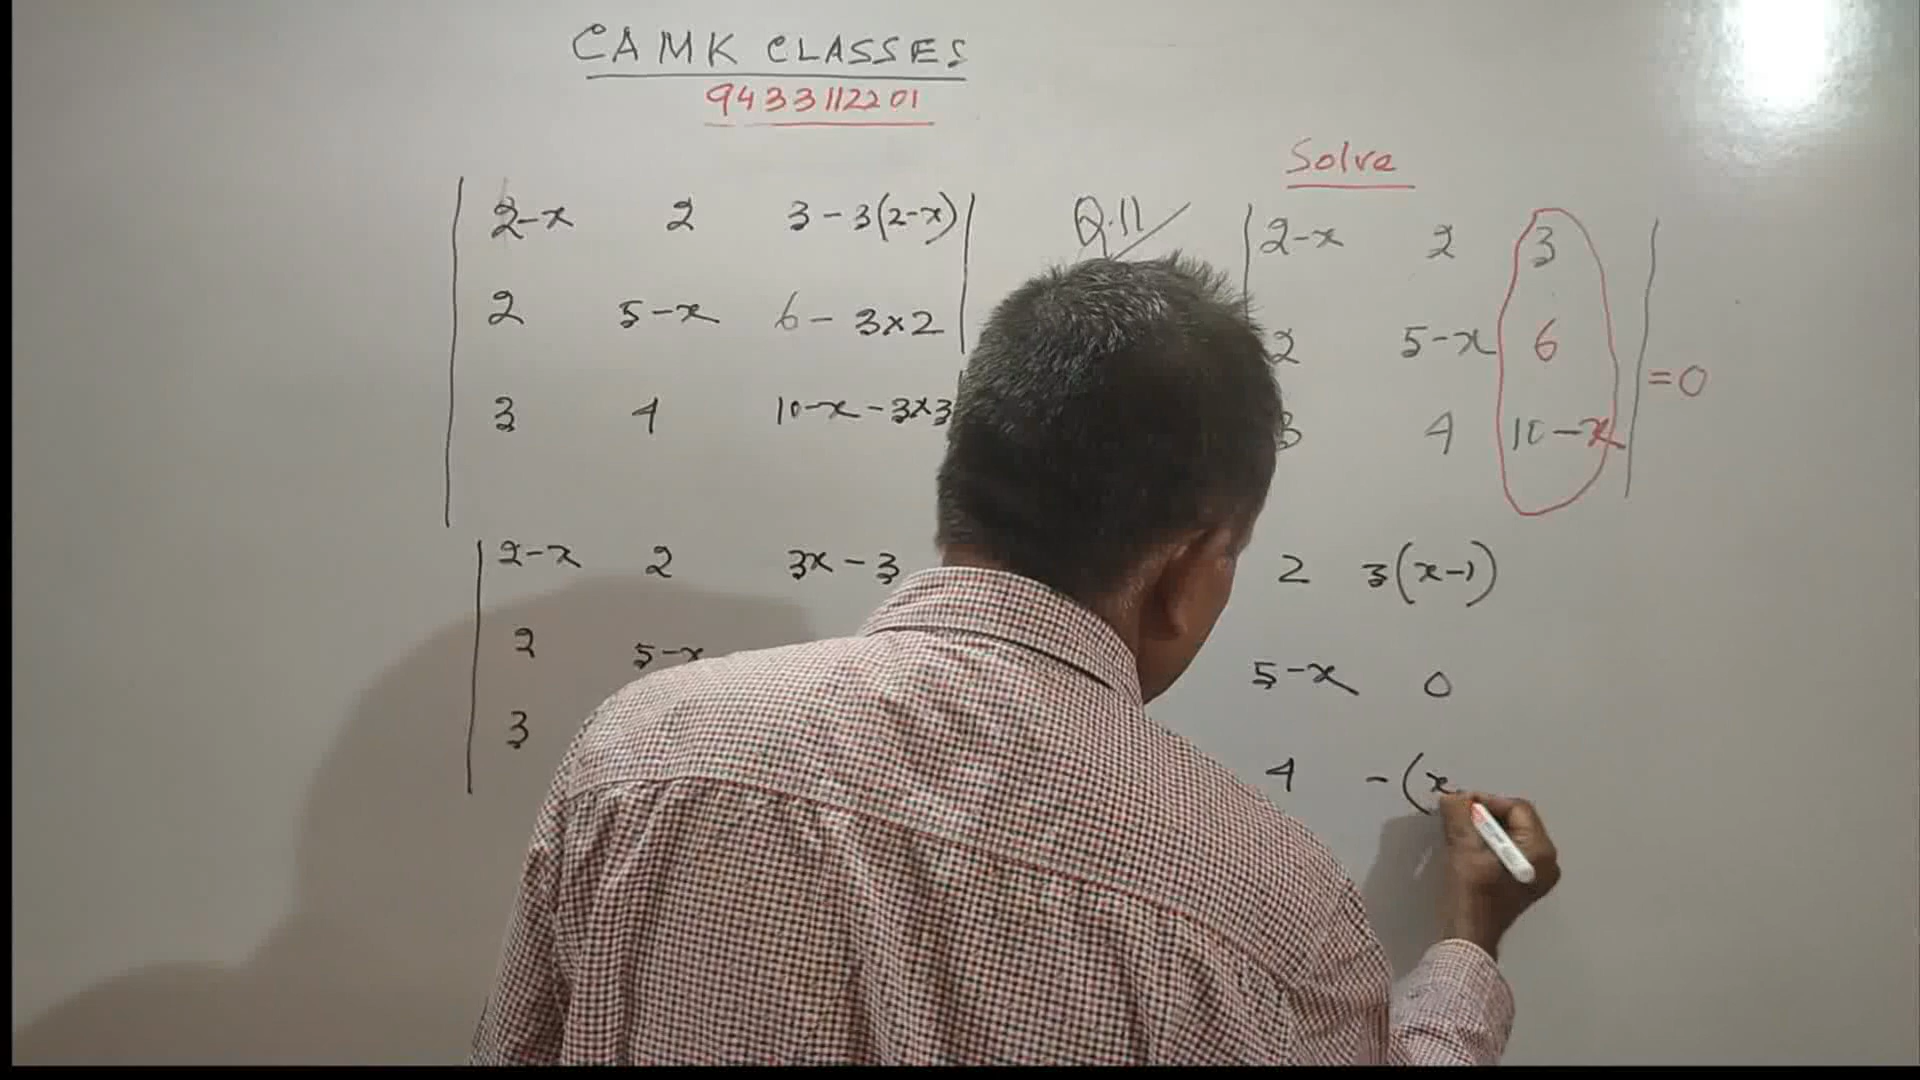 CAMK CLASSES
9433112201
2-x 2 3-3(2-x)
2 5-x 6-3×2
3 4 10-x-3×3
2-x 2 3x-3
2 5-x
3
Q.11
Solve
2-x 2 3
2 5-x 6
3 4 10-x
=0
2 3(x-1)
5-x 0
4 -(x